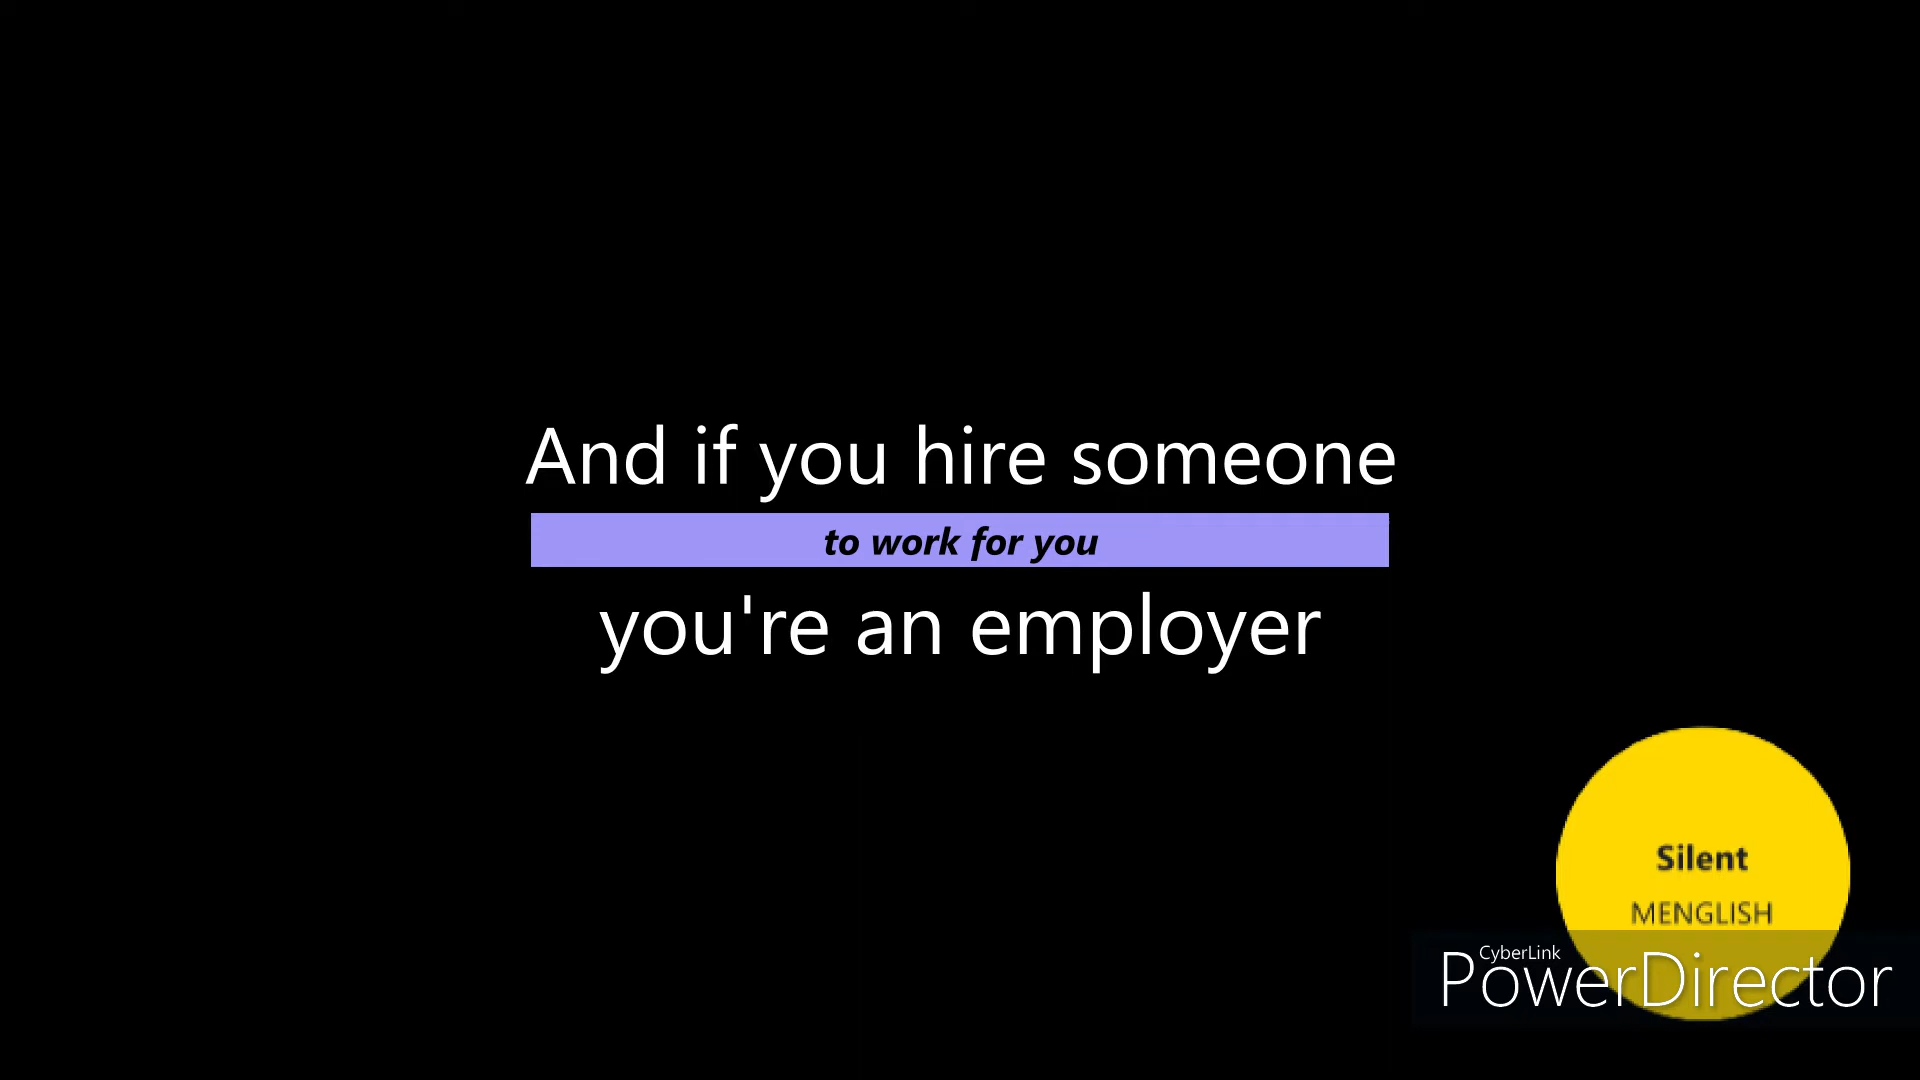 And if you hire someone
to work for you
you're an employer
Silent
MENGLISH
CyberLink
PowerDirector